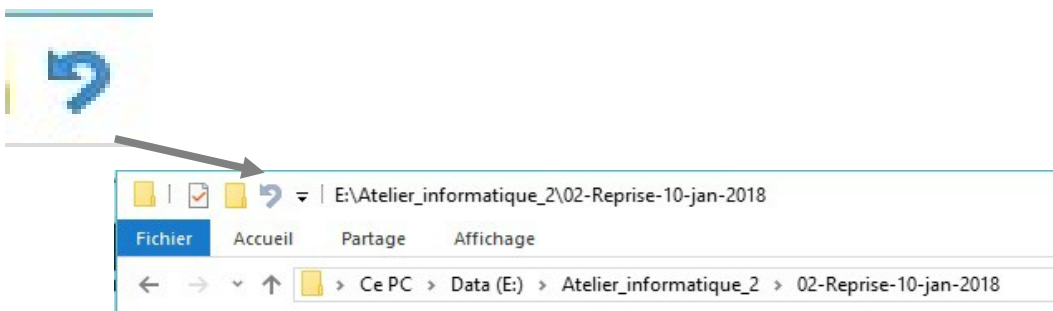 E:\Atelier_informatique_2\02-Reprise-10-jan-2018
Fichier Accueil Partage Affichage
Ce PC > Data (E:) > Atelier_informatique_2 > 02-Reprise-10-jan-2018